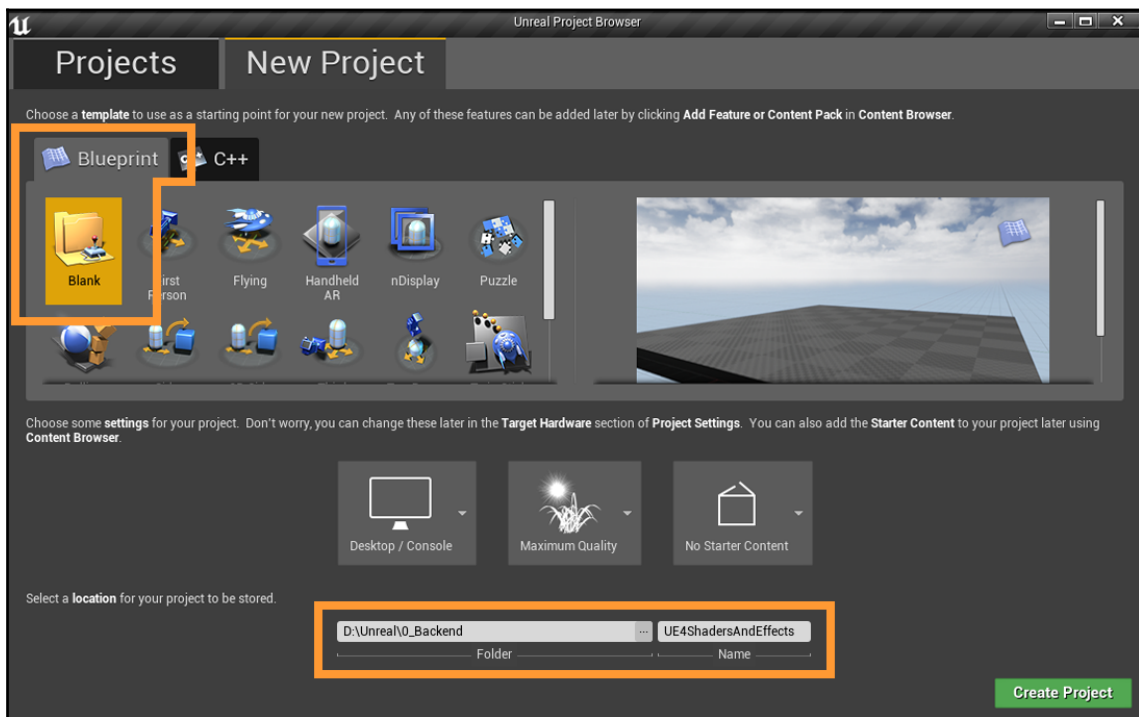 Unreal Project Browser
Projects
New Project
Choose a template to use as a starting point for your new project. Any of these features can be added later by clicking Add Feature or Content Pack in Content Browser.
Blueprint
C++
Blank
First
Person
Flying
Handheld
AR
nDisplay
Puzzle
Choose some settings for your project. Don't worry, you can change these later in the Target Hardware section of Project Settings. You can also add the Starter Content to your project later using
Content Browser.
Desktop / Console
Maximum Quality
No Starter Content
Select a location for your project to be stored.
D:\Unreal\0_Backend
...
UE4ShadersAndEffects
Folder
Name
Create Project